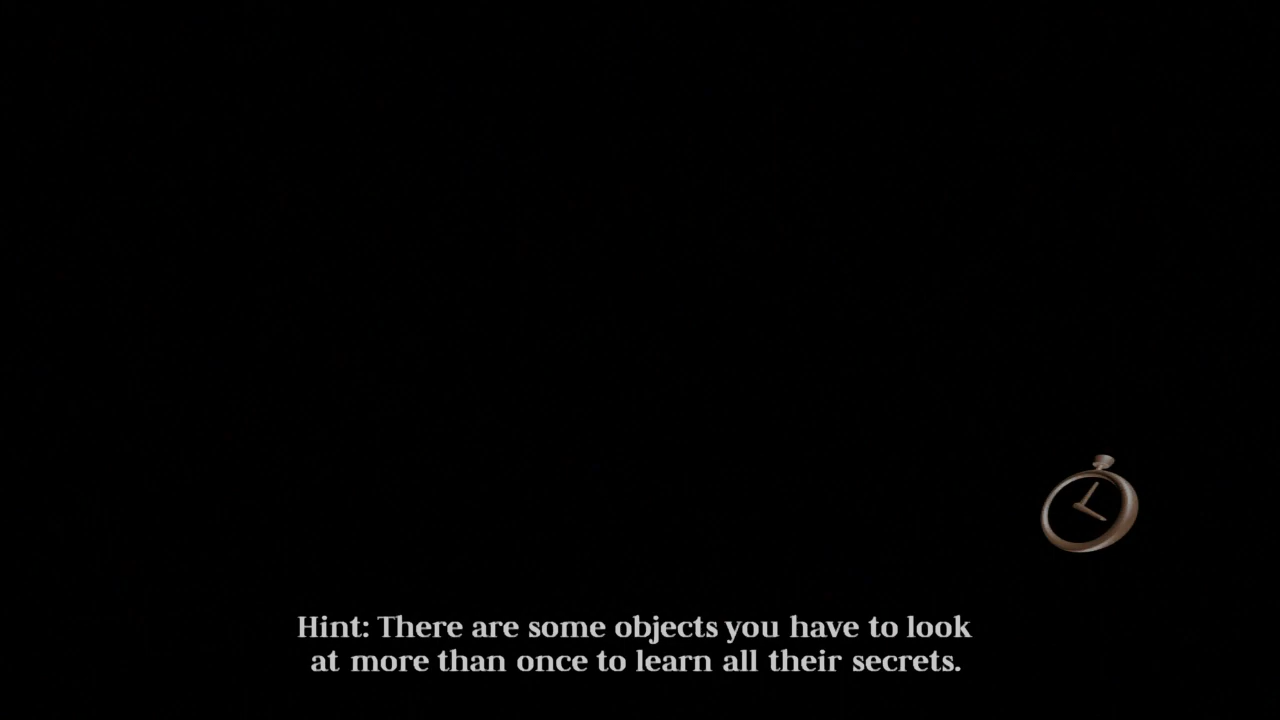 Hint: There are some objects you have to look
at more than once to learn all their secrets.